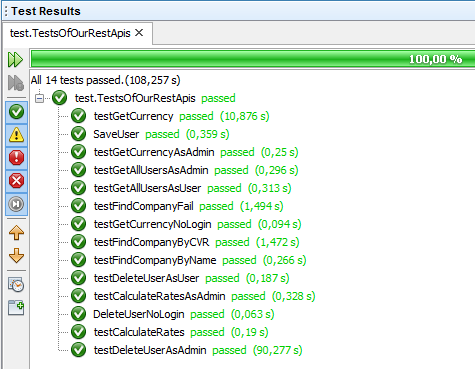 Test Results
test.TestsOfOurRestApis
100,00 %
All 14 tests passed.(108,257 s)
test.TestsOfOurRestApis passed
testGetCurrency passed (10,876 s)
SaveUser passed (0,359 s)
testGetCurrencyAsAdmin passed (0,25 s)
testGetAllUsersAsAdmin passed (0,296 s)
testGetAllUsersAsUser passed (0,313 s)
testFindCompanyFail passed (1,494 s)
testGetCurrencyNoLogin passed (0,094 s)
testFindCompanyByCVR passed (1,472 s)
testFindCompanyByName passed (0,266 s)
testDeleteUserAsUser passed (0,187 s)
testCalculateRatesAsAdmin passed (0,328 s)
DeleteUserNoLogin passed (0,063 s)
testCalculateRates passed (0,19 s)
testDeleteUserAsAdmin passed (90,277 s)